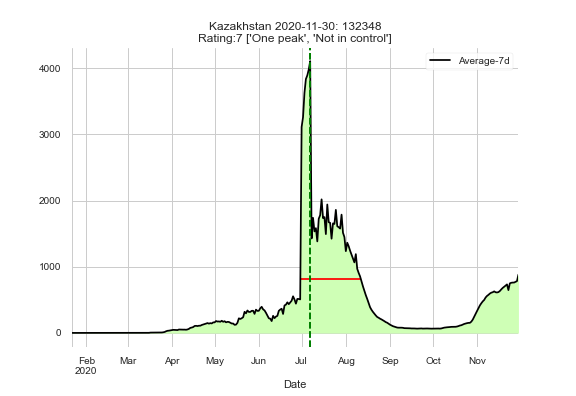 Kazakhstan 2020-11-30: 132348
Rating:7 ['One peak', 'Not in control']
Average-7d
4000
3000
2000
1000
0
Feb Mar Apr May Jun Jul Aug Sep Oct Nov
2020
Date